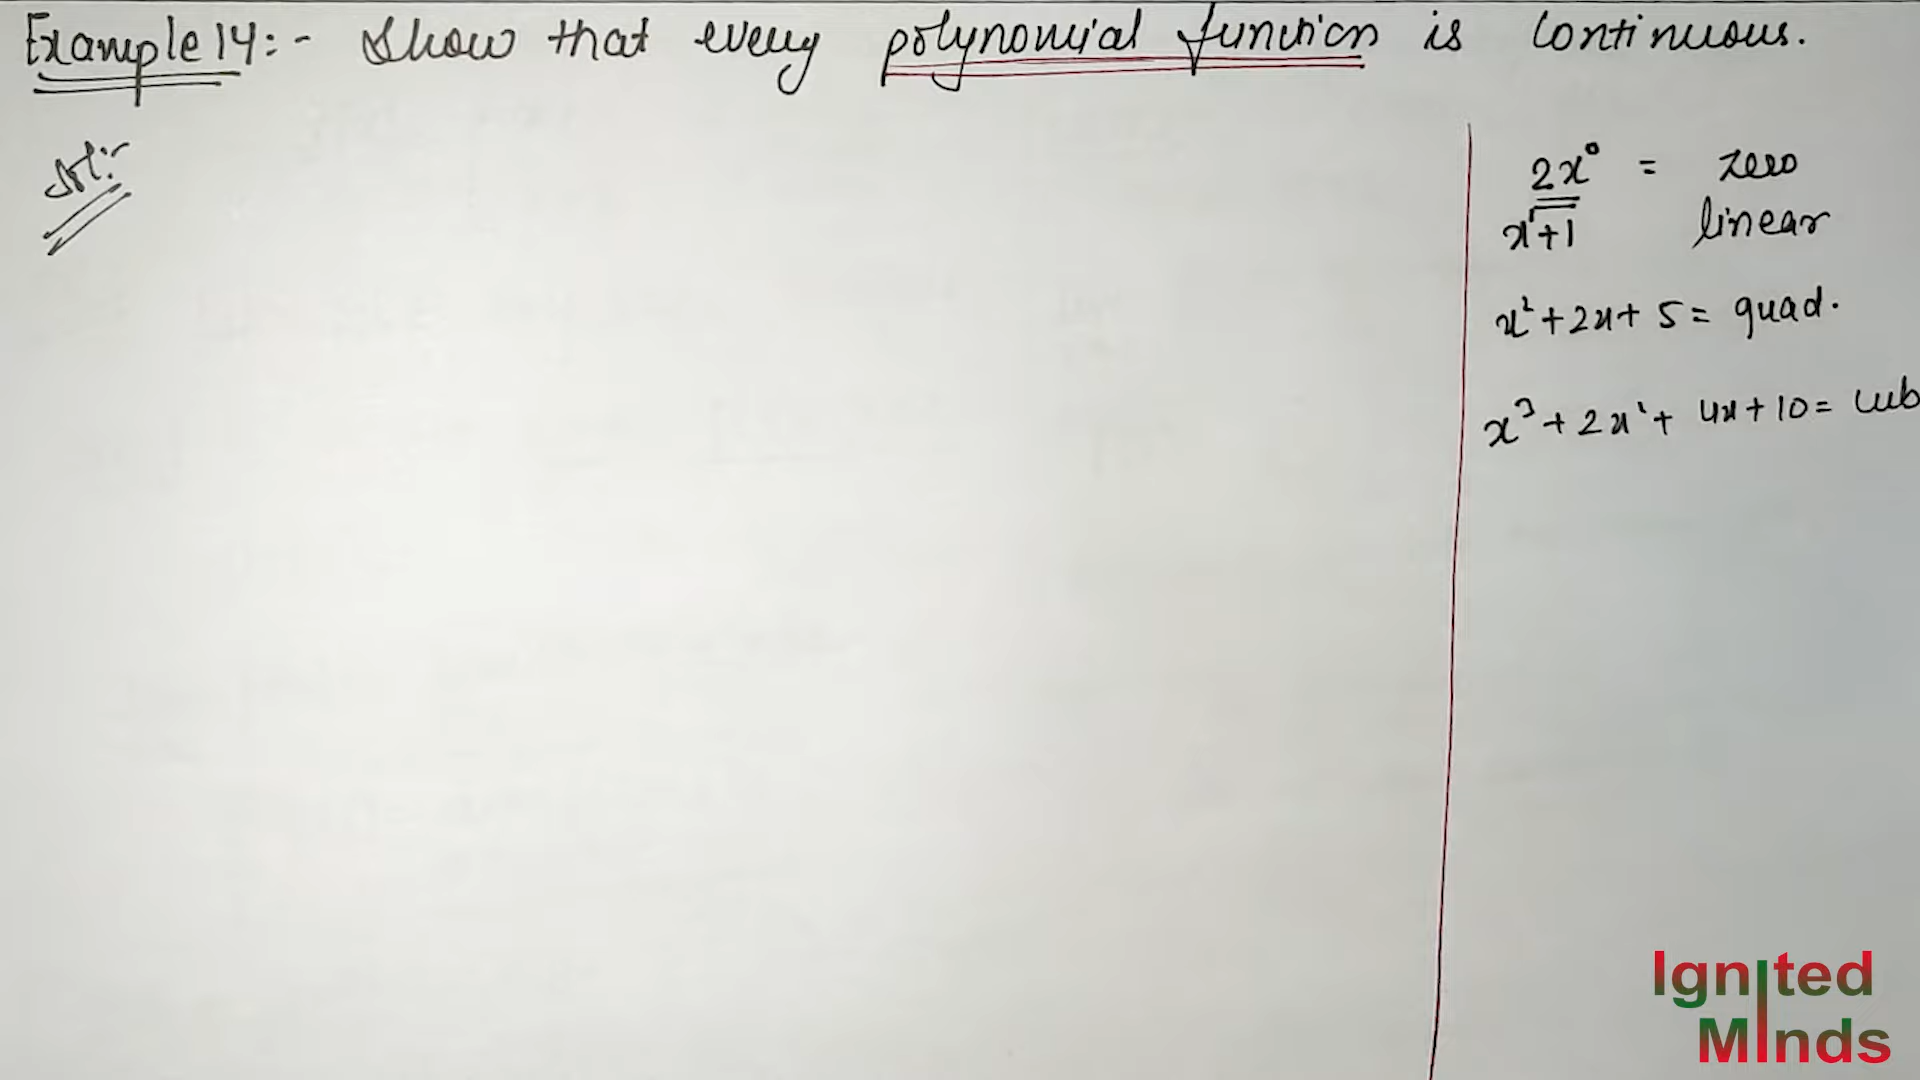 Example 14:- Show that every polynomial function is continuous.
Sol:-
2x⁰ = zero
x¹+1 linear
x²+2x+5 = quad.
x³+2x²+4x+10 = cub
Ignited
Minds